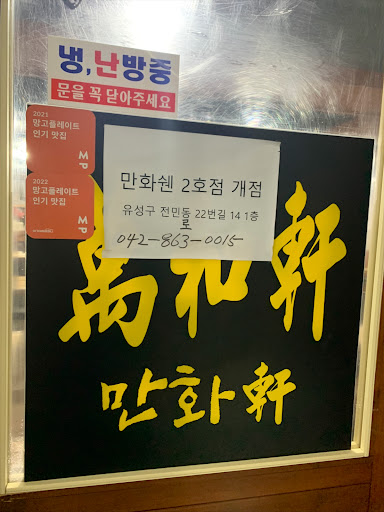 냉,난방중
문을 꼭 닫아주세요
2021
망고플레이트
인기 맛집
MP
2022
망고플레이트
인기 맛집
MP
만화쉔 2호점 개점
유성구 전민동 22번길 14 1층
로
042-863-0015
萬和軒
만화軒